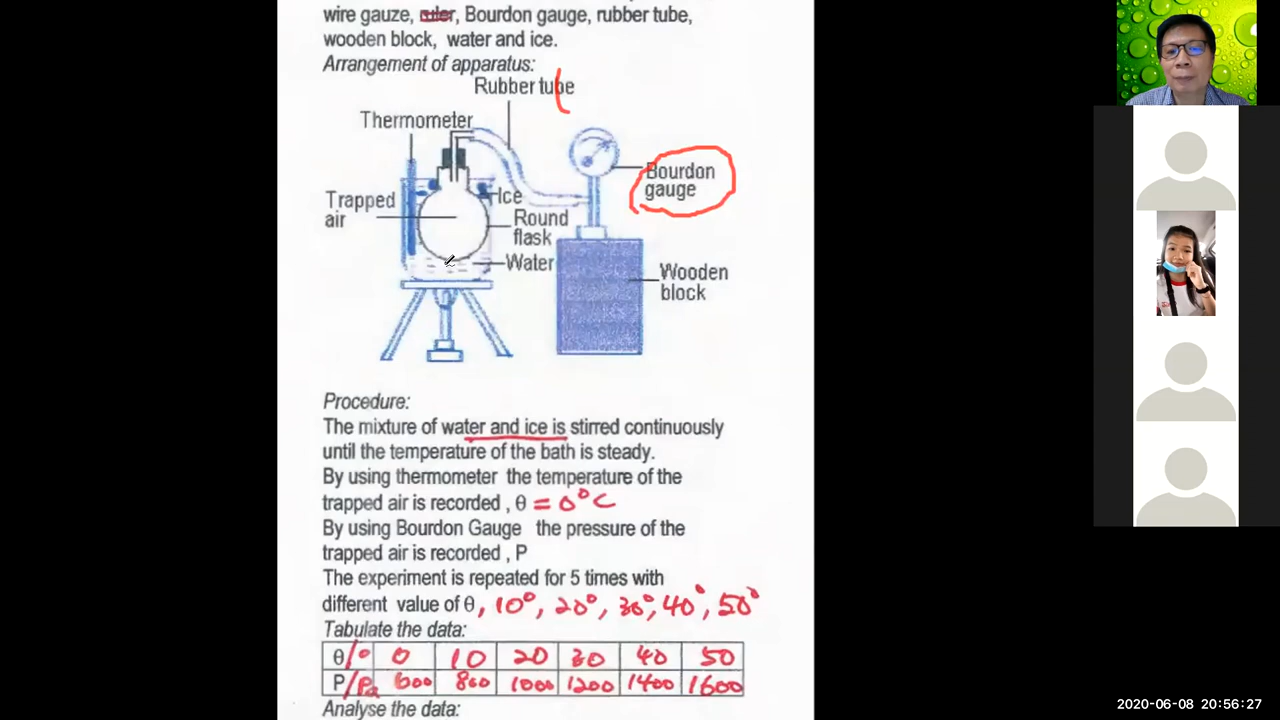 wire gauze, ruler, Bourdon gauge, rubber tube,
wooden block, water and ice.
Arrangement of apparatus:
Rubber tube
Thermometer
Bourdon
gauge
Trapped
air
Ice
Round
flask
Water
Wooden
block
Procedure:
The mixture of water and ice is stirred continuously
until the temperature of the bath is steady.
By using thermometer the temperature of the
trapped air is recorded , θ = 0°C
By using Bourdon Gauge the pressure of the
trapped air is recorded , P
The experiment is repeated for 5 times with
different value of θ, 10°, 20°, 30°, 40°, 50°
Tabulate the data:
θ/° 0 10 20 30 40 50
P/Pa 600 800 1000 1200 1400 1600
Analyse the data:
2020-06-08 20:56:27